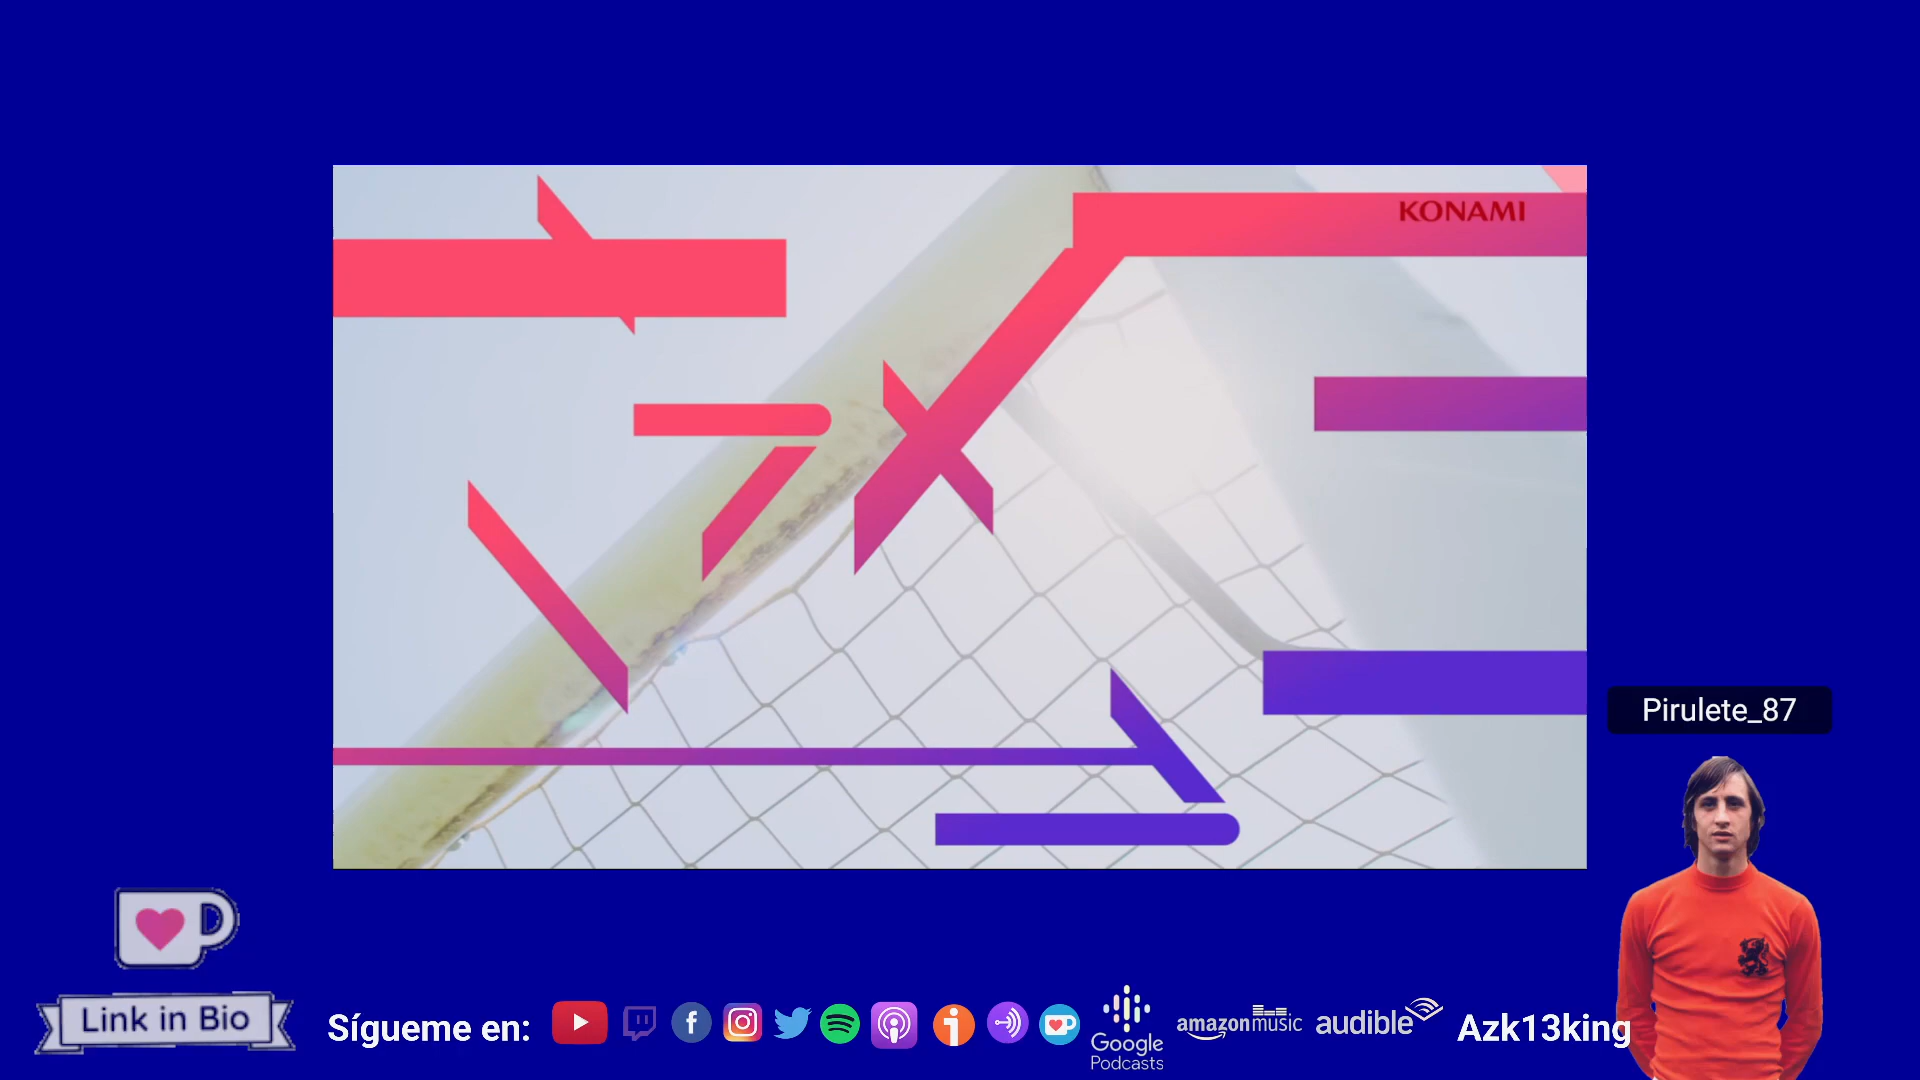 KONAMI
Pirulete_87
Link in Bio
Sígueme en:
Google
Podcasts
amazon music
audible
Azk13king